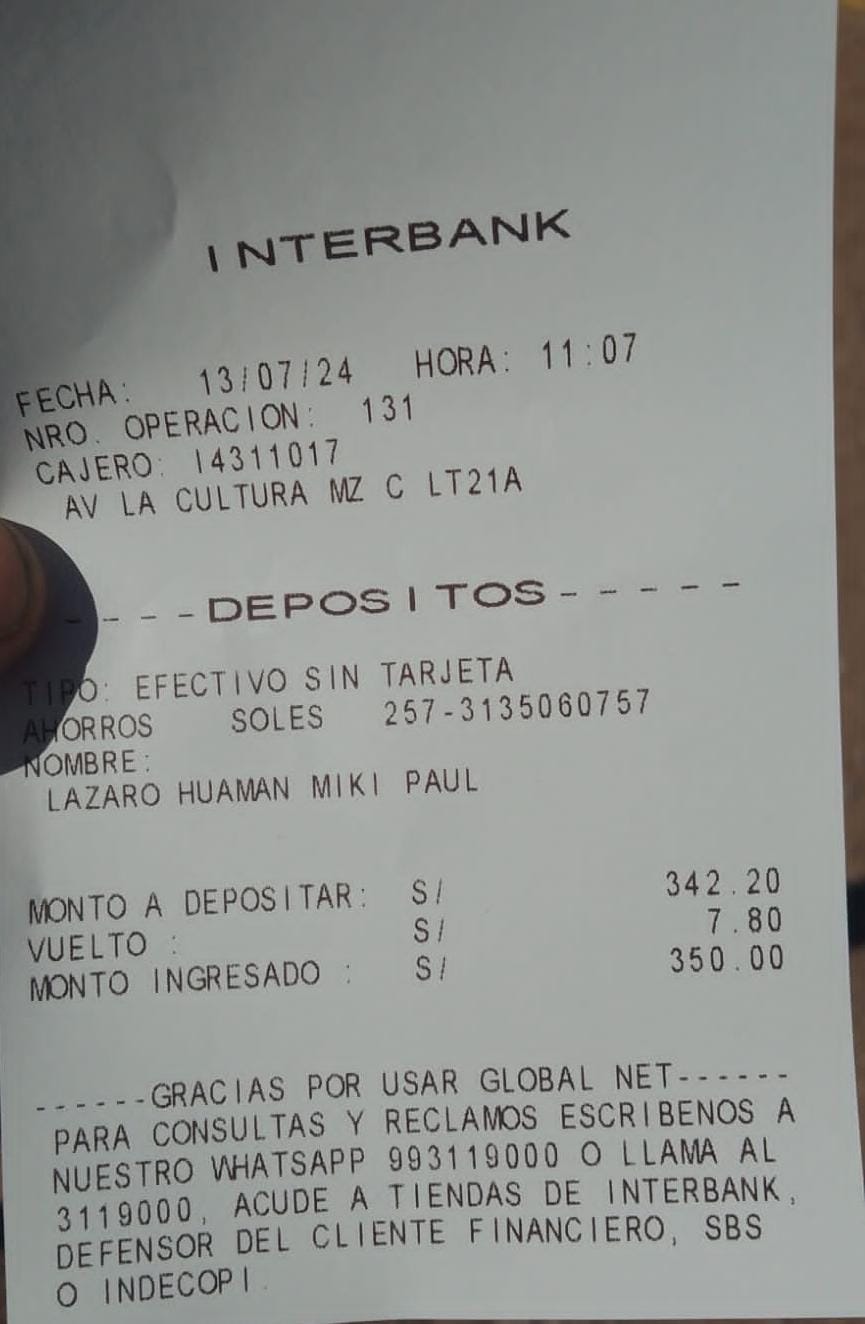 INTERBANK
FECHA: 13/07/24 HORA: 11:07
NRO. OPERACION: 131
CAJERO: I4311017
AV LA CULTURA MZ C LT21A
- - - -DEPOSITOS- - - - -
TIPO: EFECTIVO SIN TARJETA
AHORROS SOLES 257-3135060757
NOMBRE:
LAZARO HUAMAN MIKI PAUL
MONTO A DEPOSITAR: S/ 342.20
VUELTO : S/ 7.80
MONTO INGRESADO : S/ 350.00
------GRACIAS POR USAR GLOBAL NET------
PARA CONSULTAS Y RECLAMOS ESCRIBENOS A
NUESTRO WHATSAPP 993119000 O LLAMA AL
3119000, ACUDE A TIENDAS DE INTERBANK,
DEFENSOR DEL CLIENTE FINANCIERO, SBS
O INDECOPI.